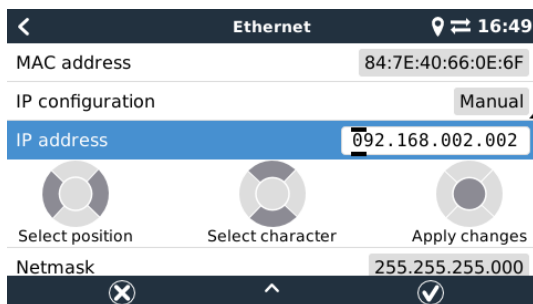 Ethernet 16:49
MAC address 84:7E:40:66:0E:6F
IP configuration Manual
IP address 092.168.002.002
Select position Select character Apply changes
Netmask 255.255.255.000